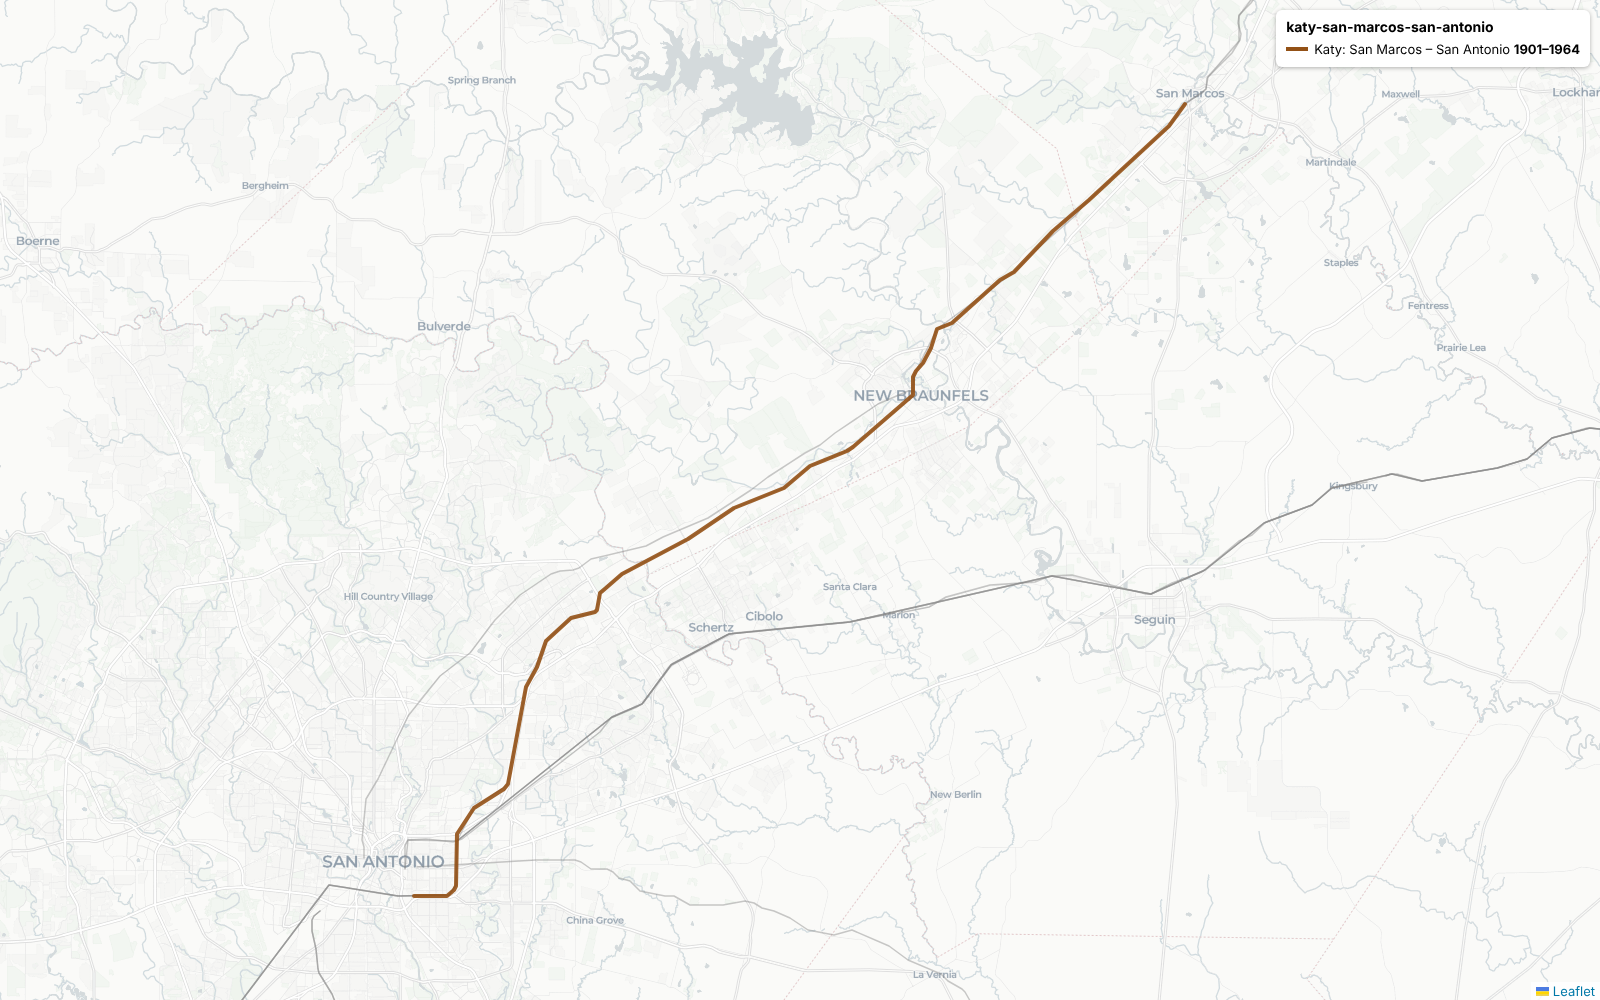 katy-san-marcos-san-antonio
Katy: San Marcos – San Antonio 1901–1964
Spring Branch
San Marcos
Maxwell
Lockhar
Martindale
Bergheim
Boerne
Staples
Fentress
Bulverde
Prairie Lea
NEW BRAUNFELS
Kingsbury
Hill Country Village
Santa Clara
Marion
Cibolo
Schertz
Seguin
New Berlin
SAN ANTONIO
China Grove
La Vernia
Leaflet